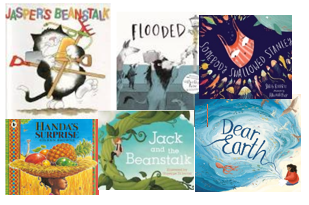 JASPER'S BEANSTALK
FLOODED
SOMEBODY SWALLOWED STANLEY
HANDA'S
SURPRISE
Jack and the
Beanstalk
Dear
Earth